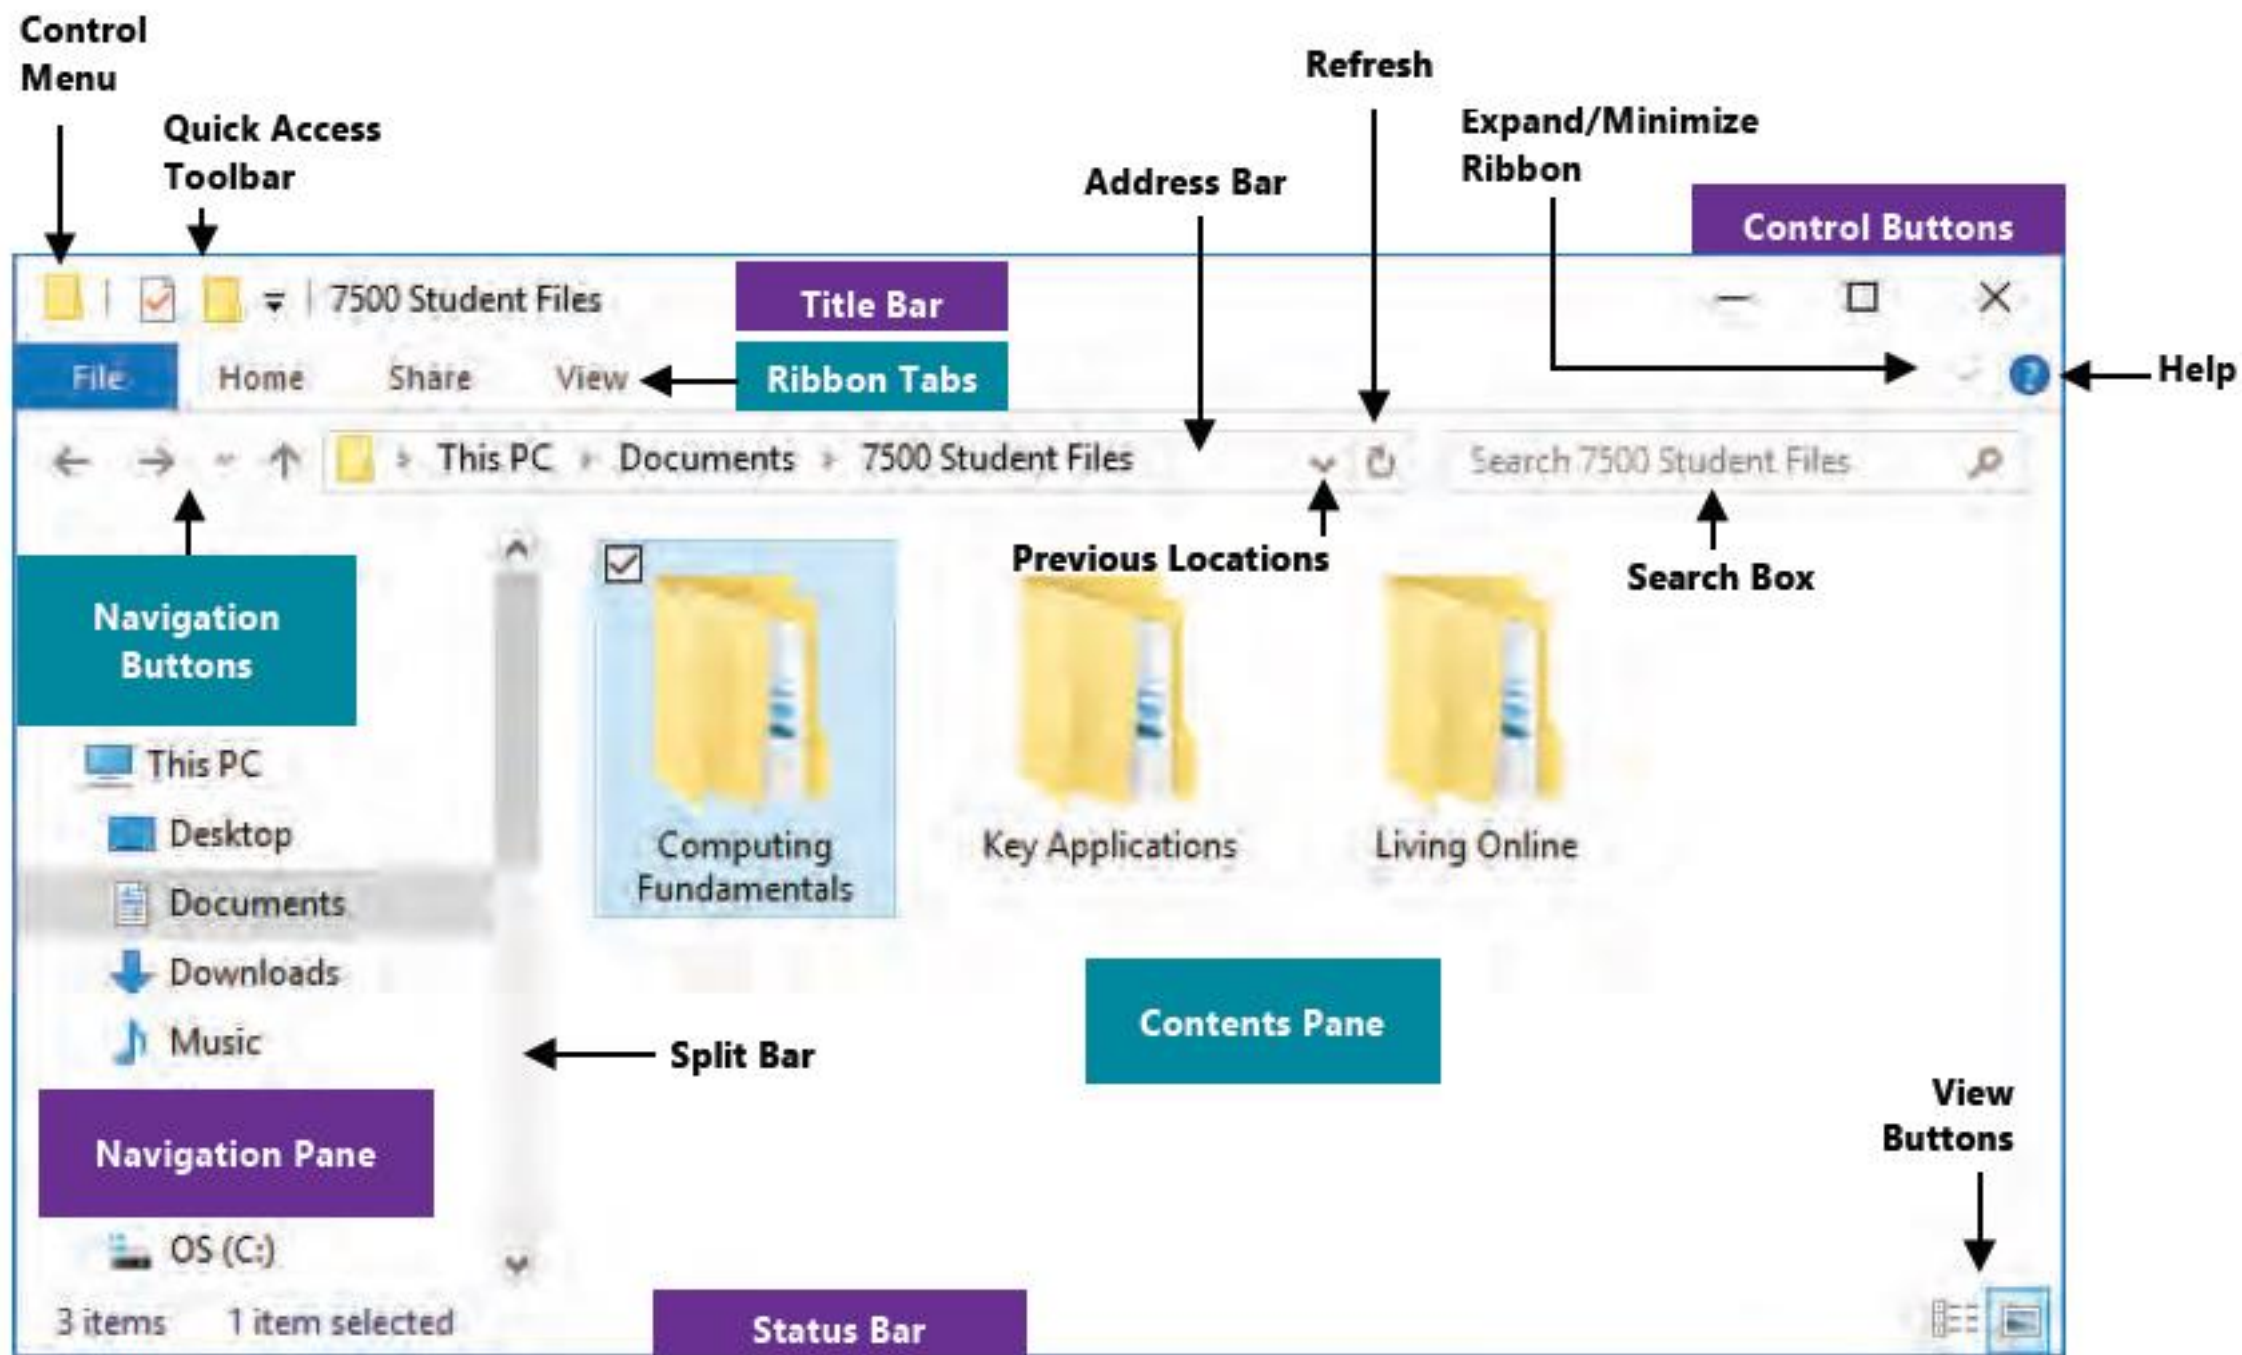 Control
Menu
Refresh
Quick Access
Toolbar
Expand/Minimize
Ribbon
Address Bar
Control Buttons
7500 Student Files
Title Bar
File Home Share View
Ribbon Tabs
Help
This PC Documents 7500 Student Files
Search 7500 Student Files
Previous Locations
Search Box
Navigation
Buttons
This PC
Desktop
Documents
Downloads
Music
Computing
Fundamentals
Key Applications
Living Online
Contents Pane
Split Bar
Navigation Pane
View
Buttons
OS (C:)
3 items 1 item selected
Status Bar